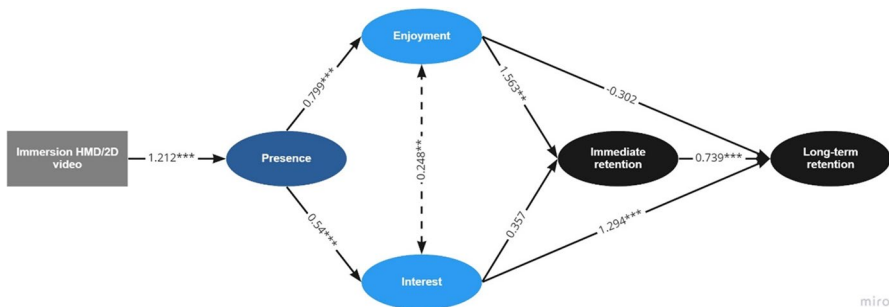 Enjoyment
0.799***
1.563**
-0.302
Immersion HMD/2D
video
1.212***
Presence
0.248**
Immediate
retention
0.739***
Long-term
retention
0.54***
0.357
1.294***
Interest
miro